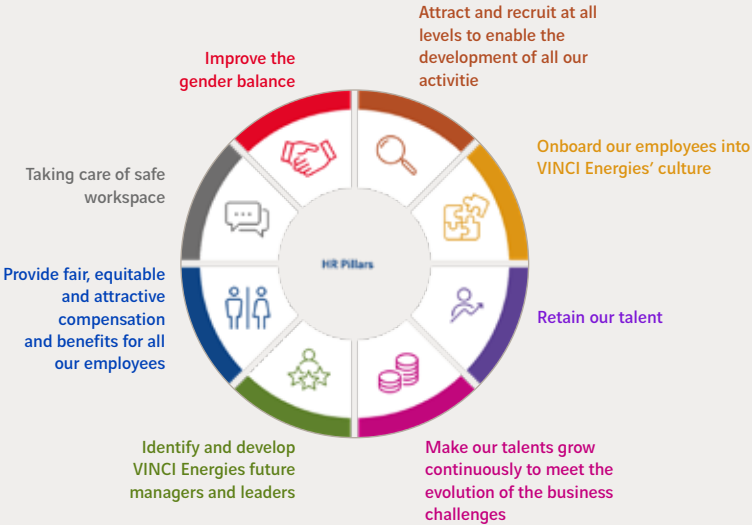 Attract and recruit at all
levels to enable the
development of all our
activitie
Improve the
gender balance
Onboard our employees into
VINCI Energies’ culture
Taking care of safe
workspace
HR Pillars
Provide fair, equitable
and attractive
compensation
and benefits for all
our employees
Retain our talent
Identify and develop
VINCI Energies future
managers and leaders
Make our talents grow
continuously to meet the
evolution of the business
challenges